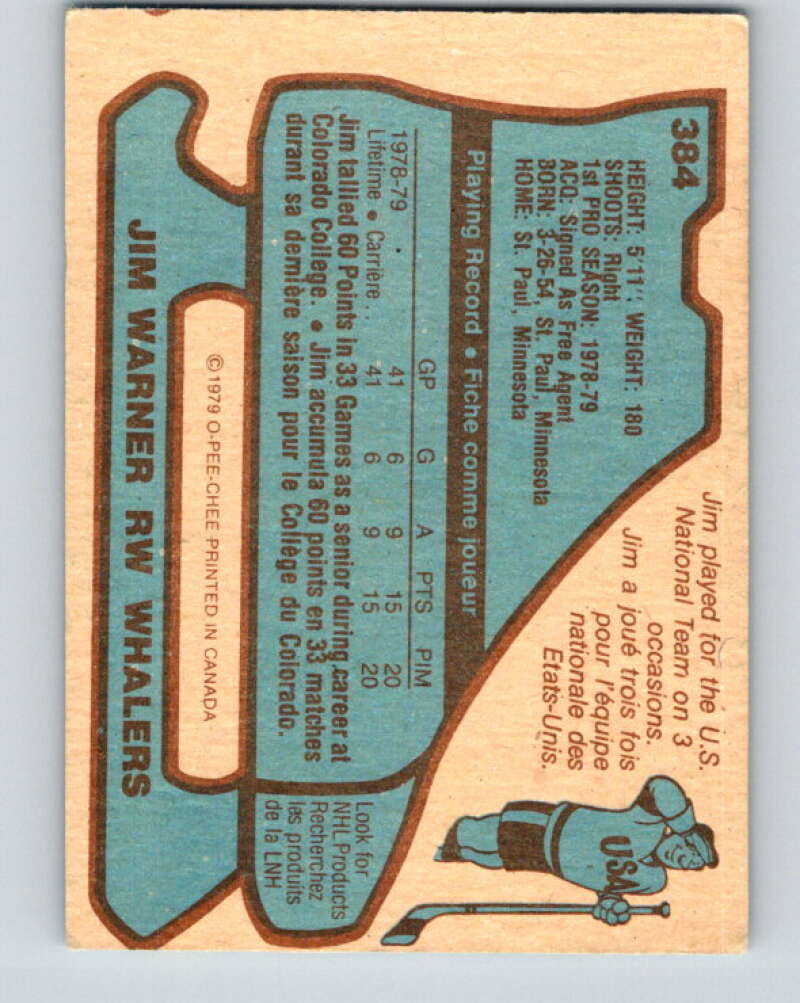 384
HEIGHT: 5'11" WEIGHT: 180
SHOOTS: Right
1st PRO SEASON: 1978-79
ACQ: Signed As Free Agent
BORN: 3-26-54, St. Paul, Minnesota
HOME: St. Paul, Minnesota
Jim played for the U.S.
National Team on 3
occasions.
Jim a joué trois fois
pour l'équipe
nationale des
Etats-Unis.
USA
Playing Record • Fiche comme joueur
GP G A PTS PIM
1978-79 41 6 9 15 20
Lifetime • Carrière . . 41 6 9 15 20
Jim tallied 60 Points in 33 Games as a senior during career at
Colorado College. • Jim accumula 60 points en 33 matches
durant sa dernière saison pour le Collège du Colorado.
Look for
NHL Products
Recherchez
les produits
de la LNH
©1979 O-PEE-CHEE PRINTED IN CANADA
JIM WARNER RW WHALERS